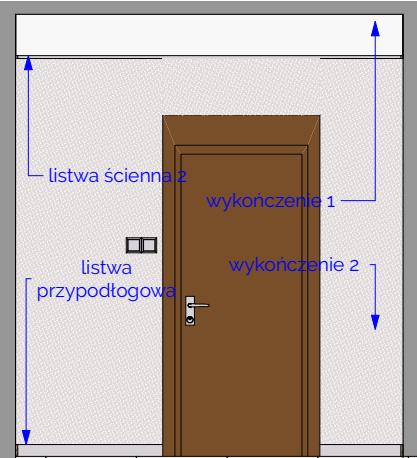 listwa ścienna 2
wykończenie 1
listwa
przypodłogowa
wykończenie 2